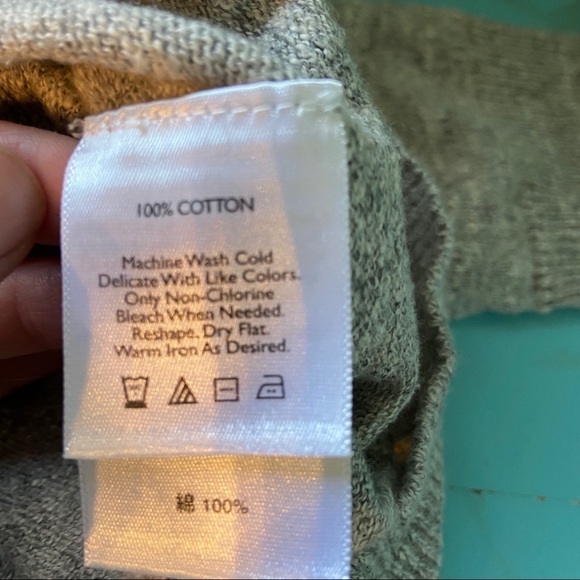 100% COTTON
Machine Wash Cold
Delicate With Like Colors.
Only Non-Chlorine
Bleach When Needed.
Reshape, Dry Flat.
Warm Iron As Desired.
綿 100%